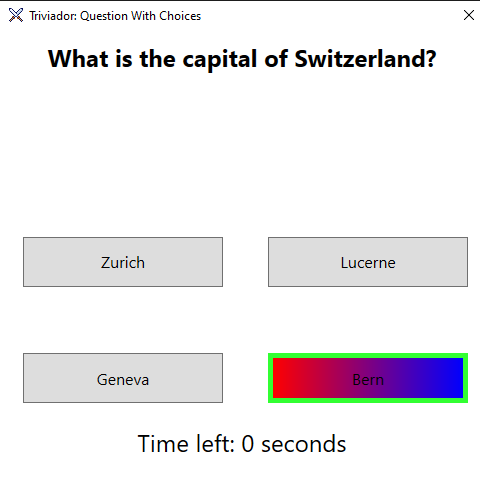 Triviador: Question With Choices
What is the capital of Switzerland?
Zurich
Lucerne
Geneva
Bern
Time left: 0 seconds